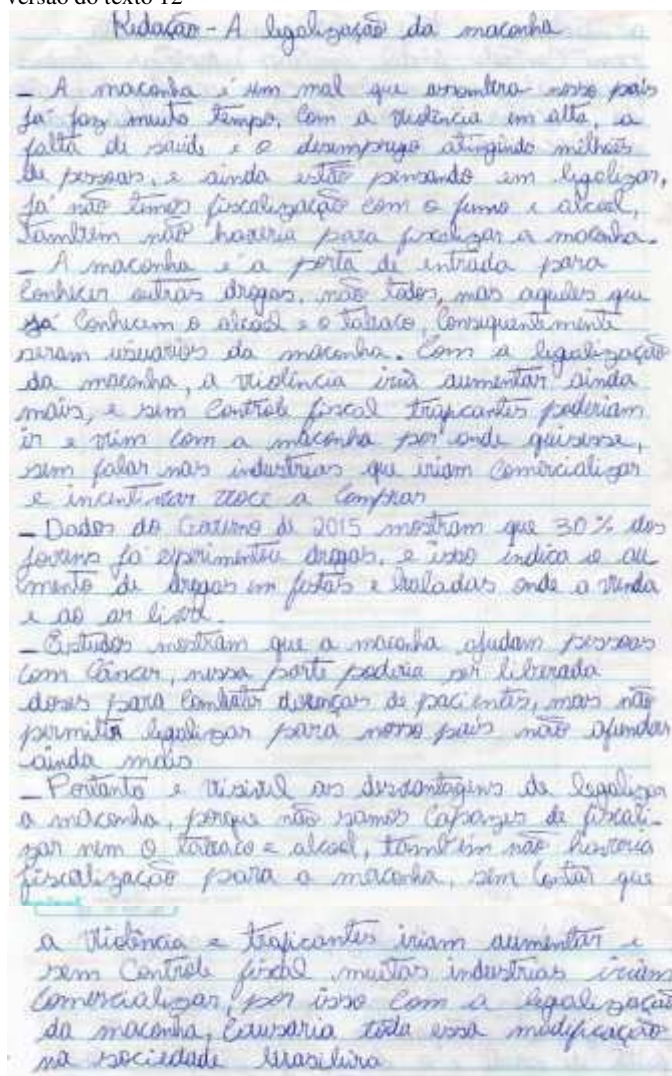 versão do texto 12
Redação - A legalização da maconha
- A maconha é um mal que assombra nosso país
já faz muito tempo, com a violência em alta, a
falta de saúde e o desemprego atingindo milhões
de pessoas, e ainda estão pensando em legalizar,
já não temos fiscalização com o fumo e alcool,
também não haveria para fiscalizar a maconha.
- A maconha é a porta de entrada para
conhecer outras drogas, não todos, mas aqueles que
já conhecem o alcool e o tabaco, consequentemente
seram usuarios da maconha. Com a legalização
da maconha, a violência iria aumentar ainda
mais, e sem controle fiscal traficantes poderiam
ir e vim com a maconha por onde quisesse,
sem falar nas industrias que iriam comercializar
e incentivar voce a comprar
- Dados do Governo de 2015 mostram que 30% dos
jovens já esperimentou drogas, e isso indica o au
mento de drogas em festas e baladas onde a venda
e ao ar livre.
- Estudos mostram que a maconha ajudam pessoas
com câncer, nessa parte poderia ser liberada
doses para combater doenças de pacientes, mas não
permitir legalizar para nosso país não afundar
ainda mais
- Portanto e visivel as desvantagens de legalizar
a maconha, porque não somos capazes de fiscali-
zar nem o tabaco e alcool, também não haveria
fiscalização para a maconha, sem contar que
a violência e traficantes iriam aumentar e
sem controle fiscal muitas industrias iriam
comercializar, por isso com a legalização
da maconha, causaria toda essa modificação
na sociedade brasileira